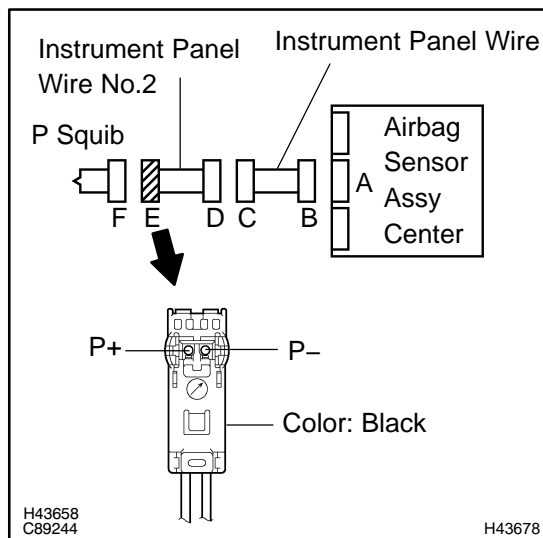 Instrument Panel
Wire No.2
Instrument Panel Wire
P Squib
Airbag
Sensor
Assy
Center
A
F E D C B
P+
P−
Color: Black
H43658
C89244
H43678